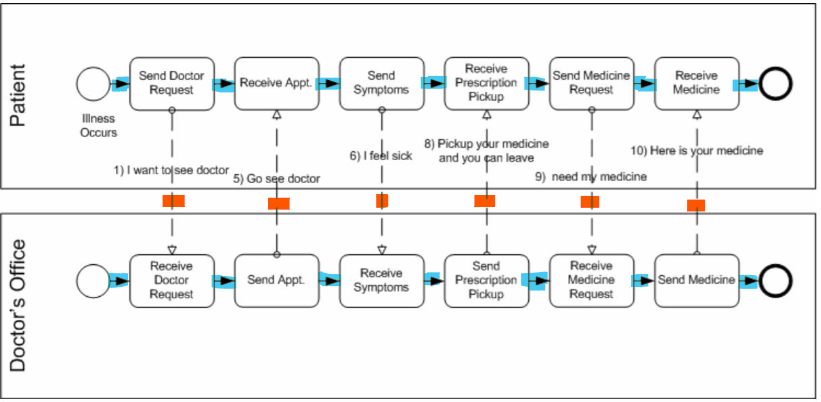 Patient
Send Doctor
Request
Receive Appt.
Send
Symptoms
Receive
Prescription
Pickup
Send Medicine
Request
Receive
Medicine
Illness
Occurs
1) I want to see doctor
5) Go see doctor
6) I feel sick
8) Pickup your medicine
and you can leave
9) need my medicine
10) Here is your medicine
Doctor's Office
Receive
Doctor
Request
Send Appt.
Receive
Symptoms
Send
Prescription
Pickup
Receive
Medicine
Request
Send Medicine